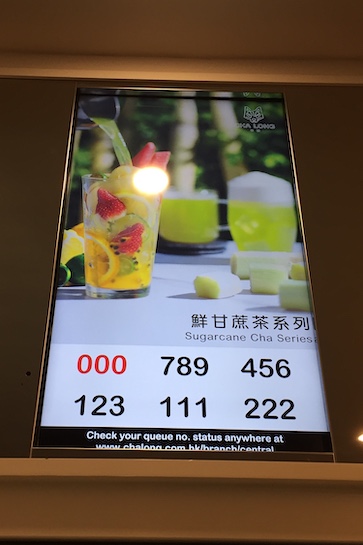 CHA LONG
鮮甘蔗茶系列
Sugarcane Cha Series
000 789 456
123 111 222
Check your queue no. status anywhere at
www.chalong.com.hk/branch/central